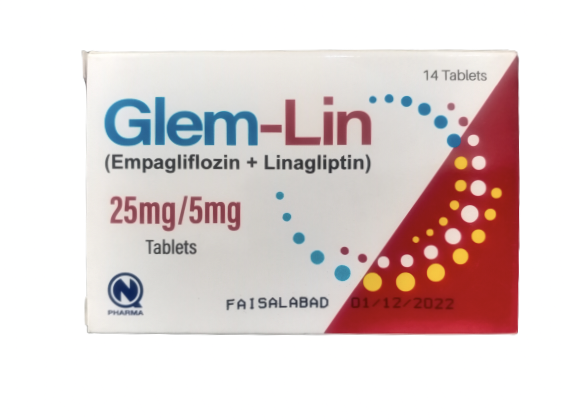 14 Tablets
Glem-Lin
(Empagliflozin + Linagliptin)
25mg/5mg
Tablets
N
PHARMA
FAISALABAD 01/12/2022